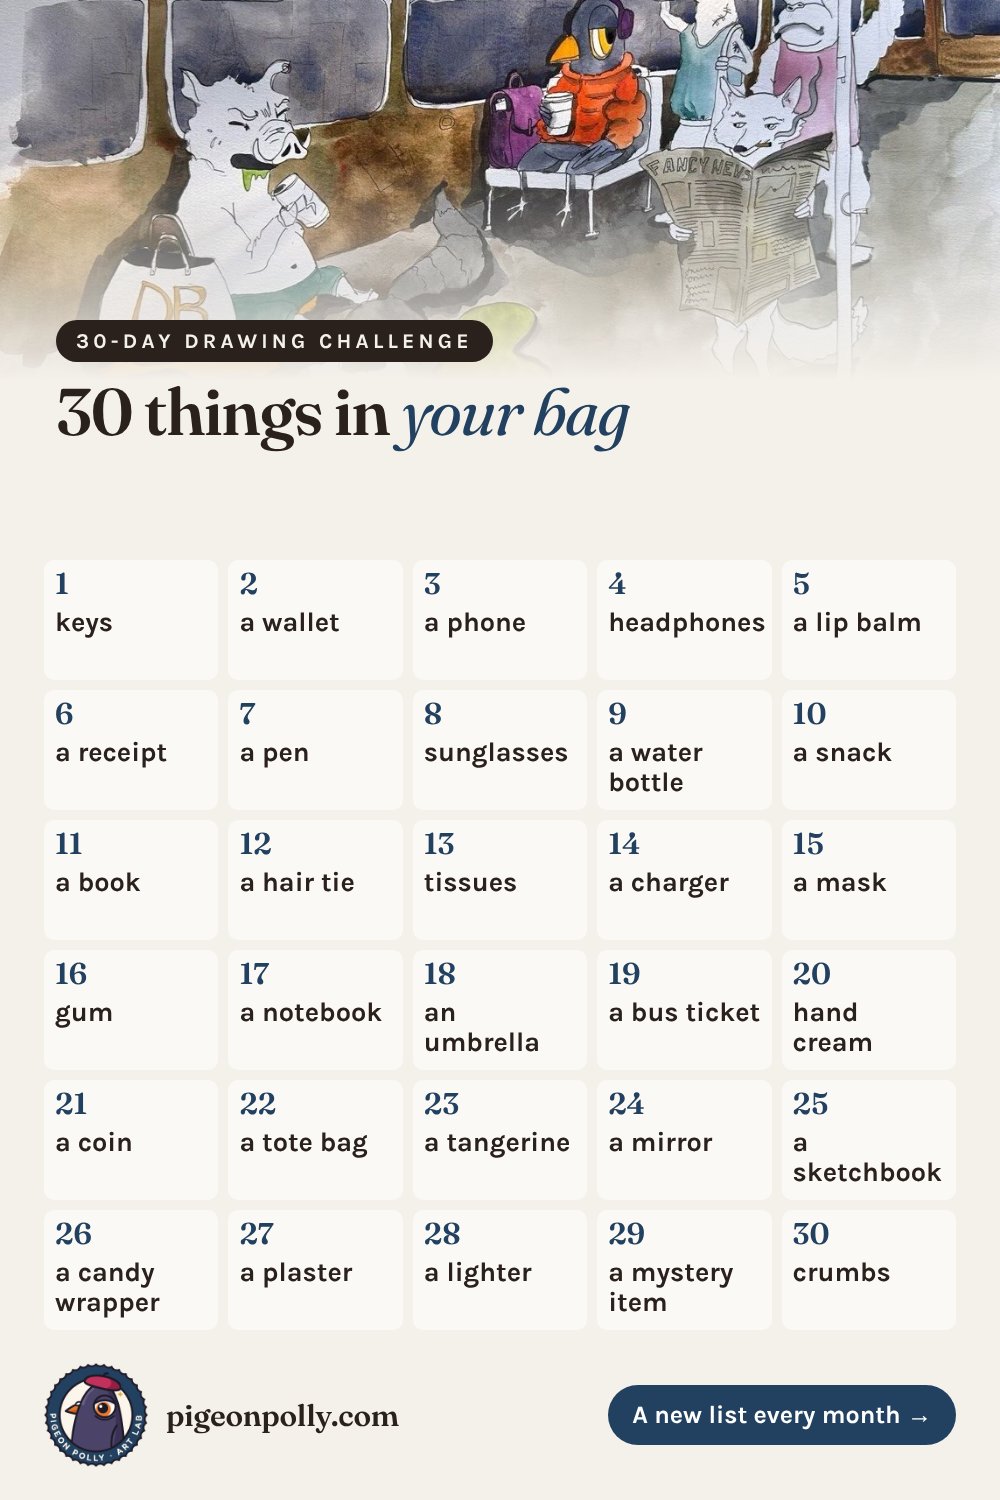 FANCY NEWS
DB
30-DAY DRAWING CHALLENGE
30 things in your bag
1
keys
2
a wallet
3
a phone
4
headphones
5
a lip balm
6
a receipt
7
a pen
8
sunglasses
9
a water
bottle
10
a snack
11
a book
12
a hair tie
13
tissues
14
a charger
15
a mask
16
gum
17
a notebook
18
an
umbrella
19
a bus ticket
20
hand
cream
21
a coin
22
a tote bag
23
a tangerine
24
a mirror
25
a
sketchbook
26
a candy
wrapper
27
a plaster
28
a lighter
29
a mystery
item
30
crumbs
PIGEON POLLY · ART LAB
pigeonpolly.com
A new list every month →